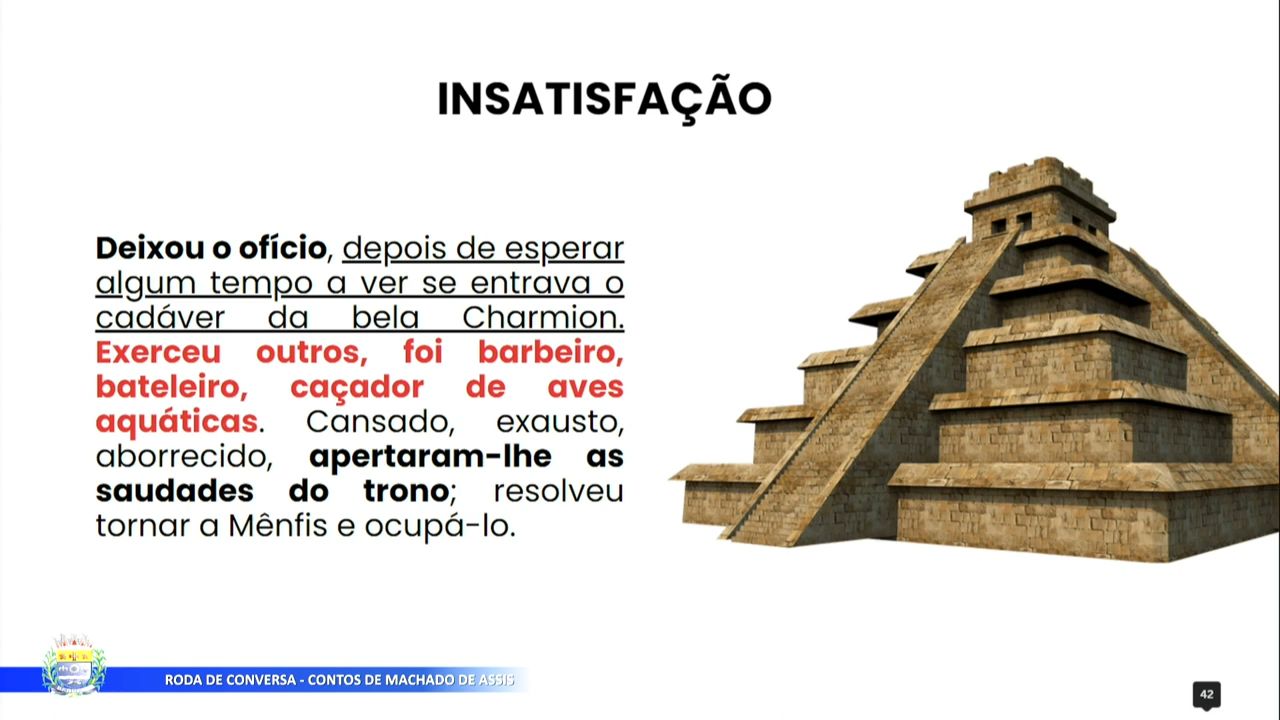 INSATISFAÇÃO
Deixou o ofício, depois de esperar
algum tempo a ver se entrava o
cadáver da bela Charmion.
Exerceu outros, foi barbeiro,
bateleiro, caçador de aves
aquáticas. Cansado, exausto,
aborrecido, apertaram-lhe as
saudades do trono; resolveu
tornar a Mênfis e ocupá-lo.
RODA DE CONVERSA - CONTOS DE MACHADO DE ASSIS
42